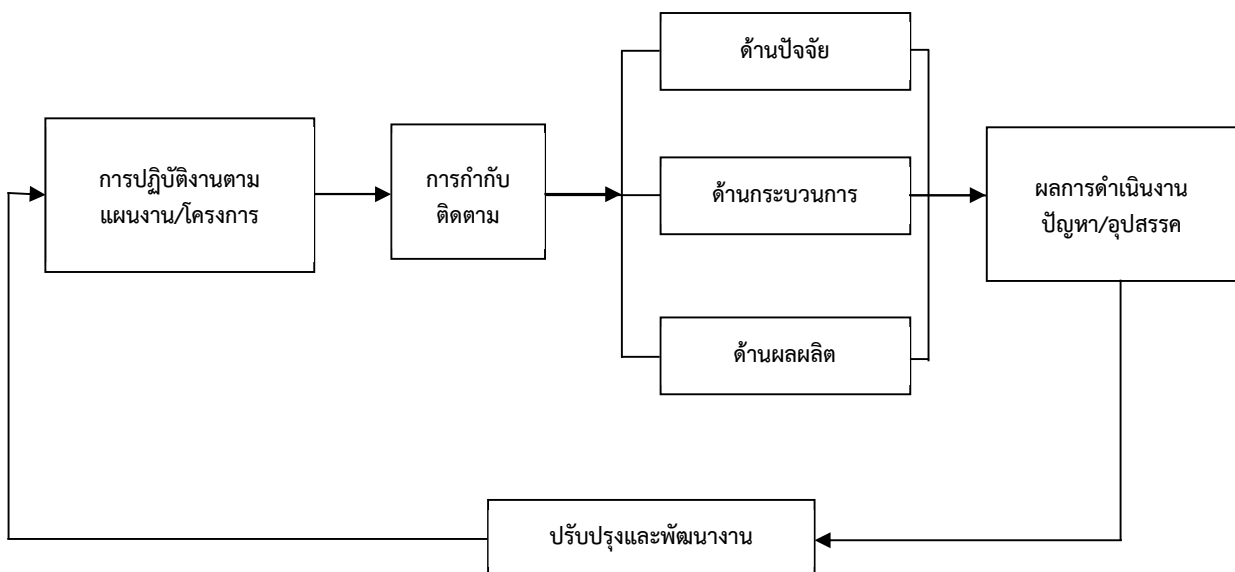 ด้านปัจจัย
การปฏิบัติงานตาม
แผนงาน/โครงการ
การกำกับ
ติดตาม
ด้านกระบวนการ
ผลการดำเนินงาน
ปัญหา/อุปสรรค
ด้านผลผลิต
ปรับปรุงและพัฒนางาน